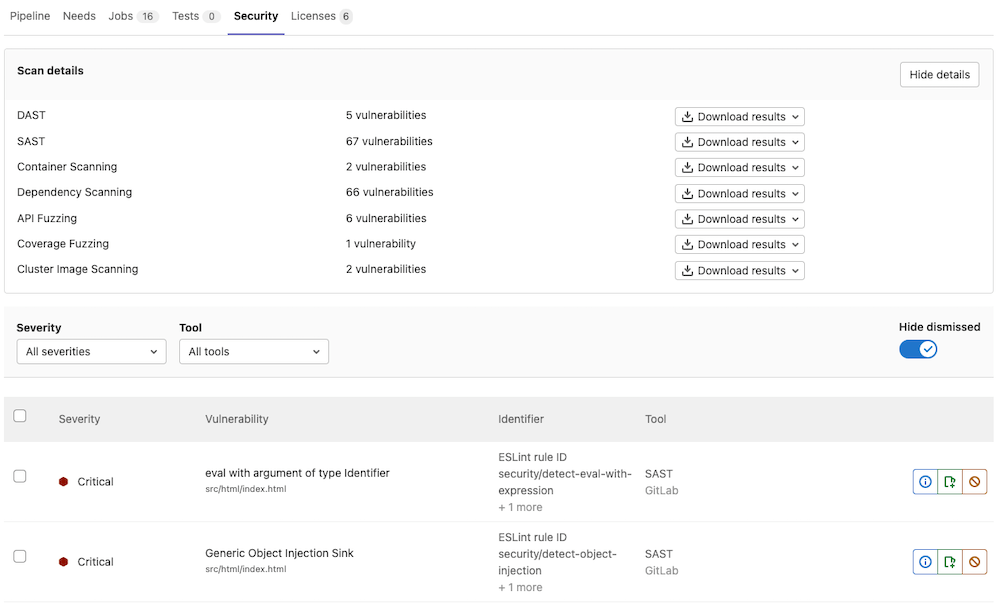 Pipeline Needs Jobs 16 Tests 0 Security Licenses 6
Scan details
Hide details
DAST 5 vulnerabilities Download results
SAST 67 vulnerabilities Download results
Container Scanning 2 vulnerabilities Download results
Dependency Scanning 66 vulnerabilities Download results
API Fuzzing 6 vulnerabilities Download results
Coverage Fuzzing 1 vulnerability Download results
Cluster Image Scanning 2 vulnerabilities Download results
Severity Tool Hide dismissed
All severities All tools
Severity Vulnerability Identifier Tool
Critical
eval with argument of type Identifier
src/html/index.html
ESLint rule ID
security/detect-eval-with-
expression
+ 1 more
SAST
GitLab
Critical
Generic Object Injection Sink
src/html/index.html
ESLint rule ID
security/detect-object-
injection
+ 1 more
SAST
GitLab